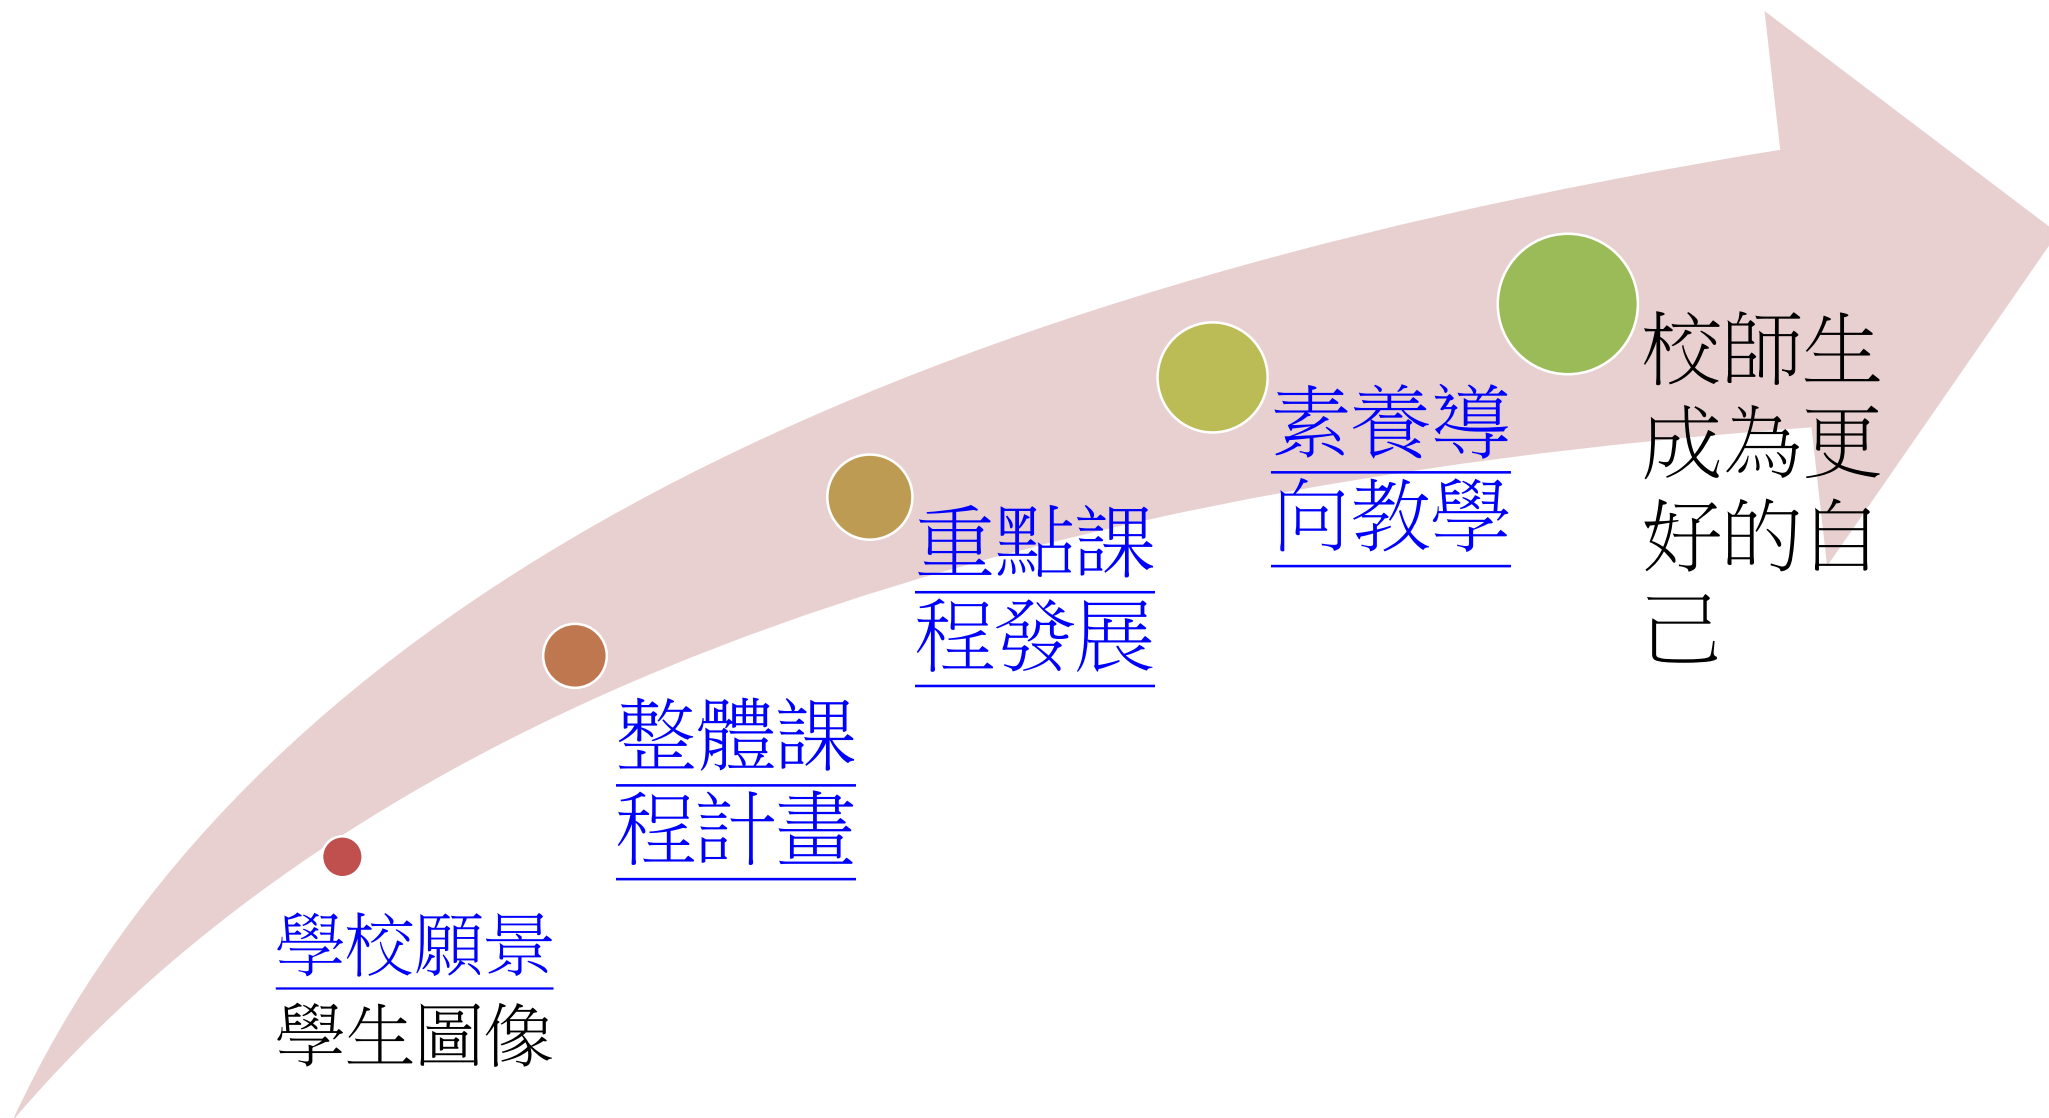 學校願景
學生圖像
整體課
程計畫
重點課
程發展
素養導
向教學
校師生
成為更
好的自
己